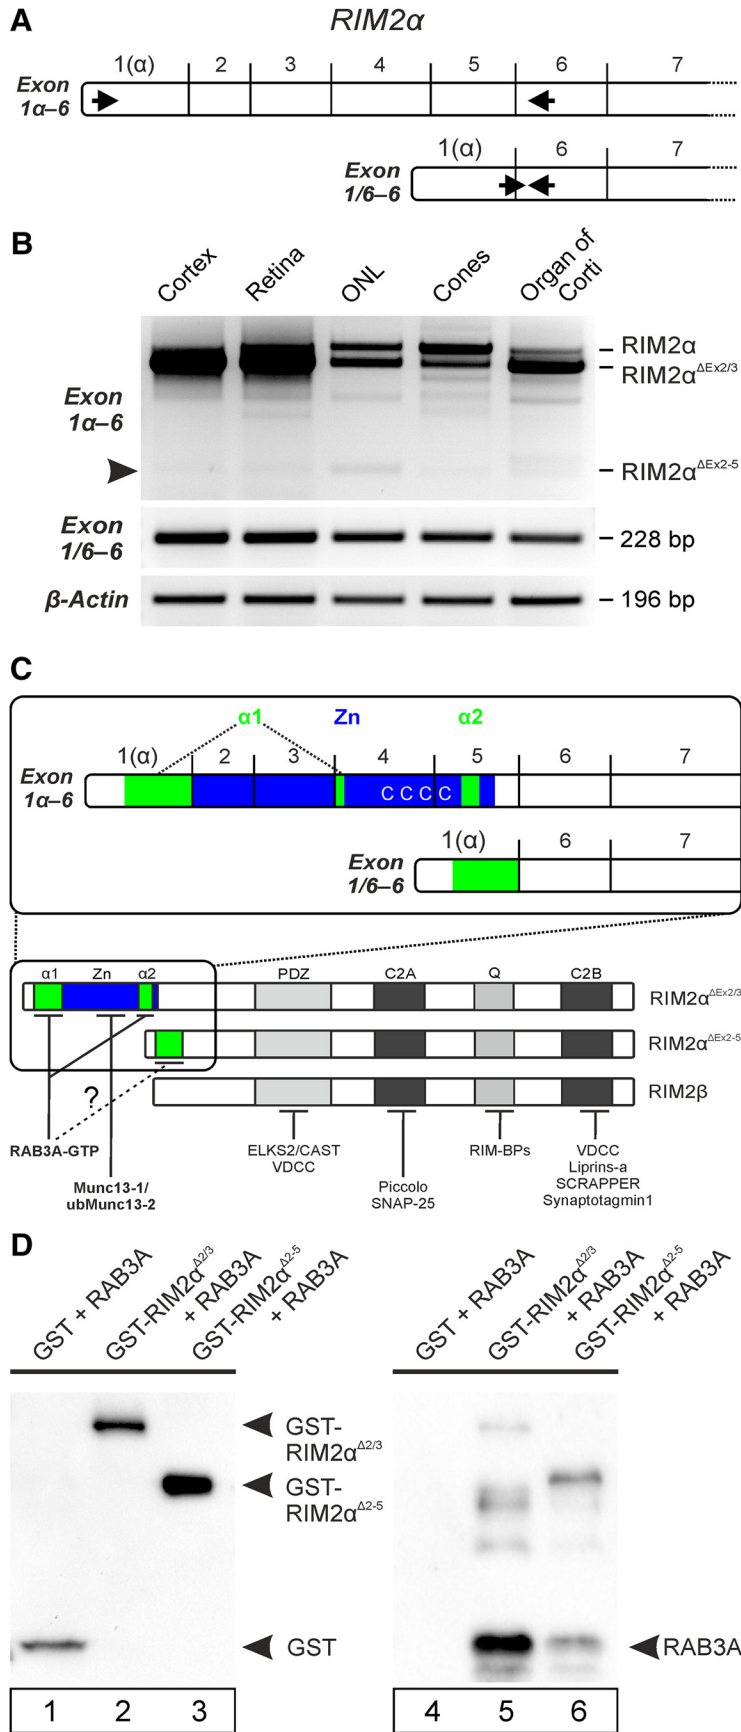 A
RIM2α
Exon
1α–6
1(α) 2 3 4 5 6 7
Exon
1/6–6
1(α) 6 7
B
Cortex
Retina
ONL
Cones
Organ of
Corti
Exon
1α–6
RIM2α
RIM2α^ΔEx2/3
RIM2α^ΔEx2-5
Exon
1/6–6
228 bp
β-Actin
196 bp
C
α1 Zn α2
Exon
1α–6
1(α) 2 3 4 5 6 7
C C C C
Exon
1/6–6
1(α) 6 7
α1 Zn α2 PDZ C2A Q C2B
RIM2α^ΔEx2/3
RIM2α^ΔEx2-5
RIM2β
?
RAB3A-GTP
Munc13-1/
ubMunc13-2
ELKS2/CAST
VDCC
Piccolo
SNAP-25
RIM-BPs
VDCC
Liprins-a
SCRAPPER
Synaptotagmin1
D
GST + RAB3A
GST-RIM2α^Δ2/3
+ RAB3A
GST-RIM2α^Δ2-5
+ RAB3A
GST + RAB3A
GST-RIM2α^Δ2/3
+ RAB3A
GST-RIM2α^Δ2-5
+ RAB3A
GST-
RIM2α^Δ2/3
GST-
RIM2α^Δ2-5
GST
RAB3A
1 2 3
4 5 6